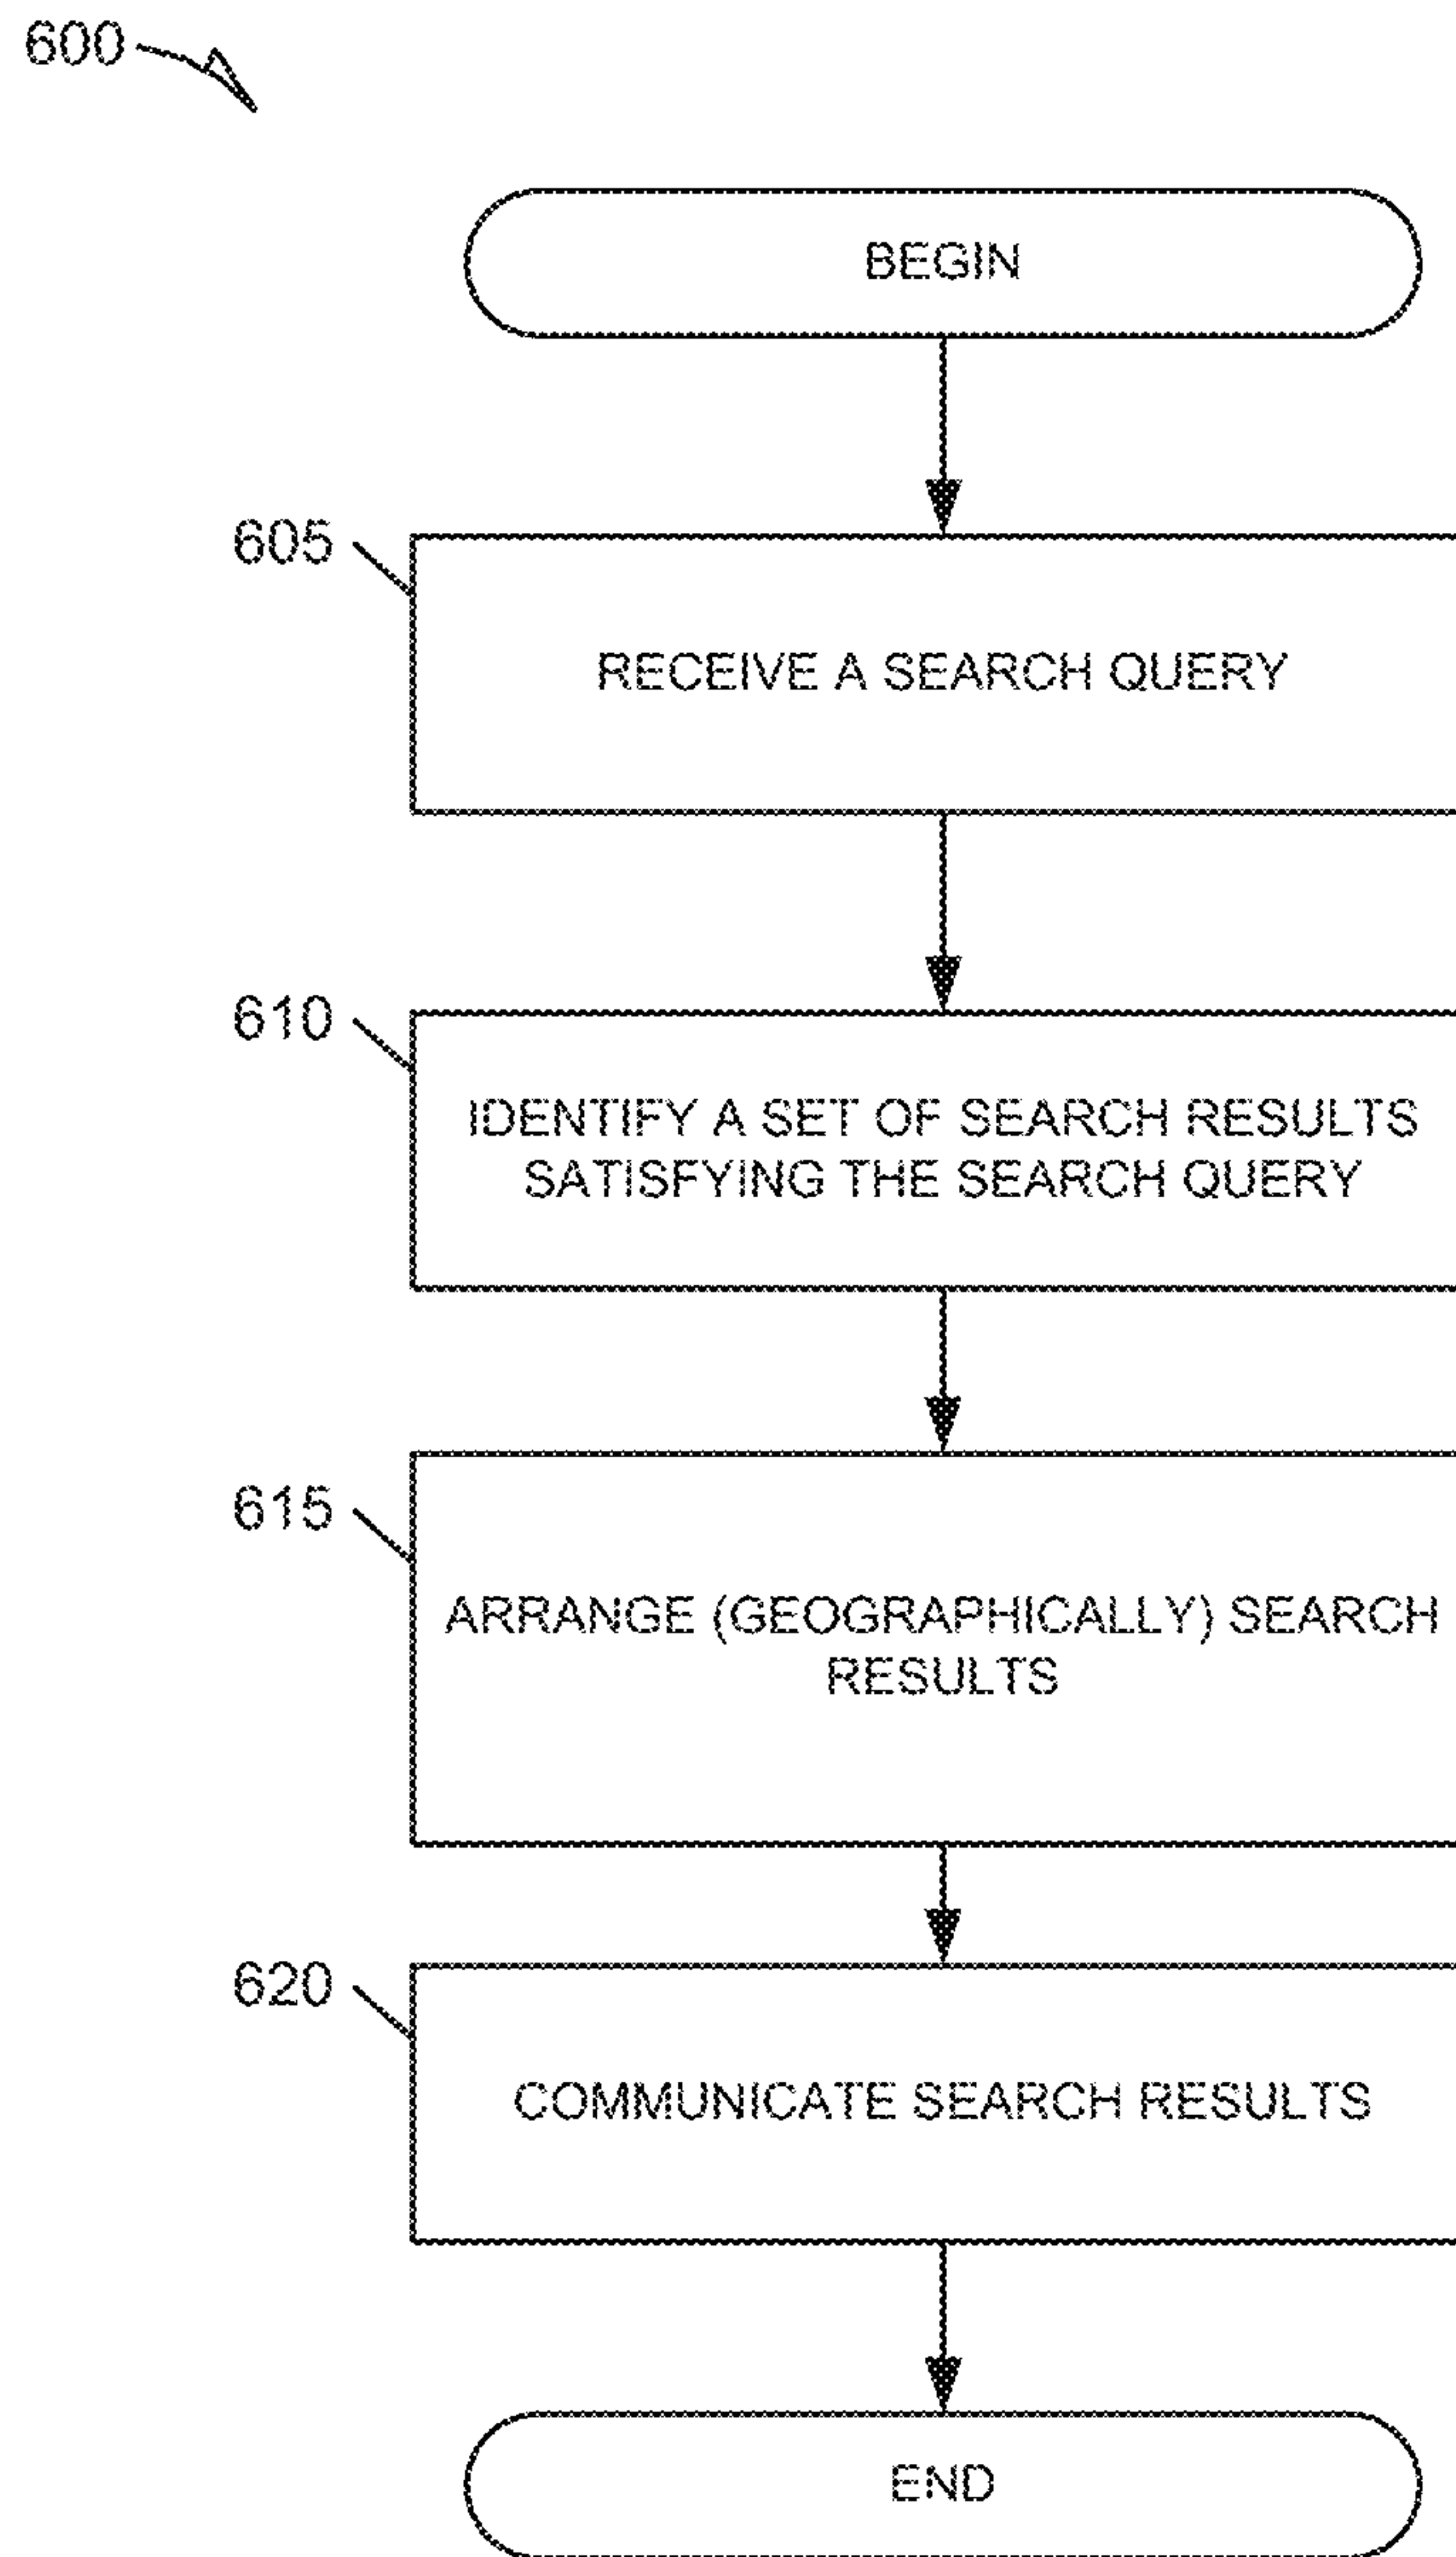 600
BEGIN
605
RECEIVE A SEARCH QUERY
610
IDENTIFY A SET OF SEARCH RESULTS
SATISFYING THE SEARCH QUERY
615
ARRANGE (GEOGRAPHICALLY) SEARCH
RESULTS
620
COMMUNICATE SEARCH RESULTS
END